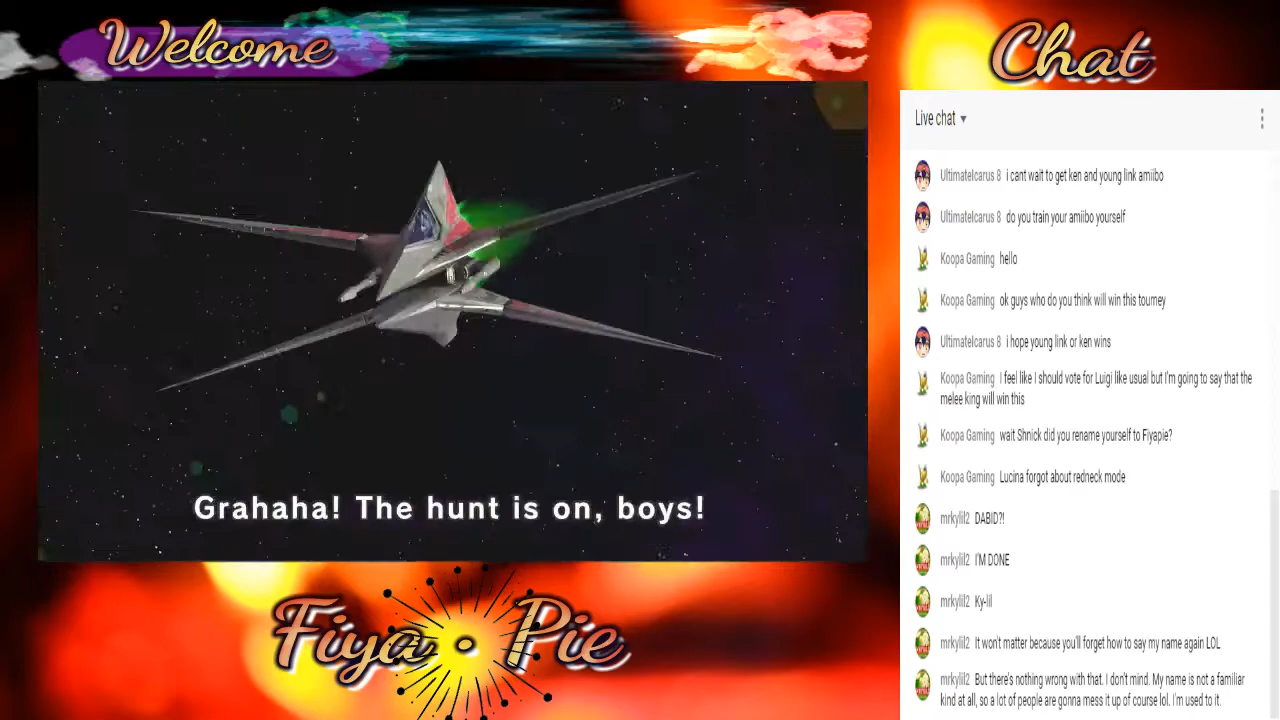 Welcome
Chat
Live chat
UltimateIcarus 8 i cant wait to get ken and young link amiibo
UltimateIcarus 8 do you train your amiibo yourself
Koopa Gaming hello
Koopa Gaming ok guys who do you think will win this tourney
UltimateIcarus 8 i hope young link or ken wins
Koopa Gaming I feel like I should vote for Luigi like usual but I'm going to say that the
melee king will win this
Koopa Gaming wait Shnick did you rename yourself to Fiyapie?
Koopa Gaming Lucina forgot about redneck mode
mrkylil2 DABID?!
mrkylil2 I'M DONE
mrkylil2 Ky-lil
mrkylil2 It won't matter because you'll forget how to say my name again LOL
mrkylil2 But there's nothing wrong with that. I don't mind. My name is not a familiar
kind at all, so a lot of people are gonna mess it up of course lol. I'm used to it.
Grahaha! The hunt is on, boys!
Fiya • Pie